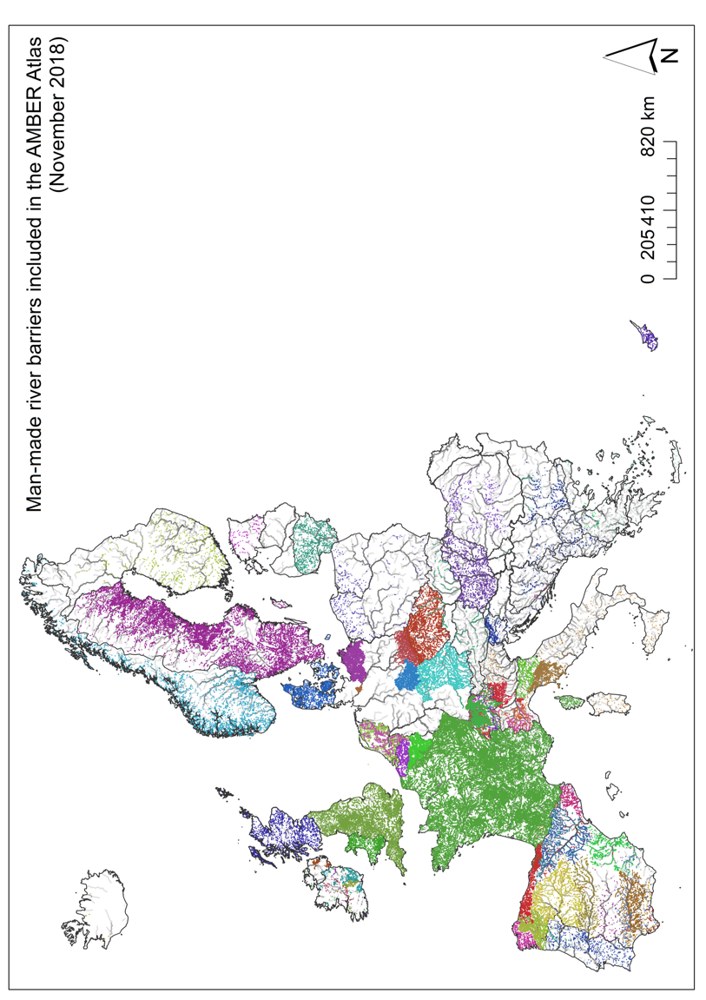 Man-made river barriers included in the AMBER Atlas
(November 2018)
N
0 205 410 820 km